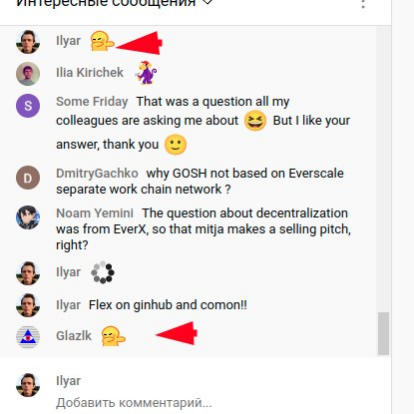 Интересные сообщения
Ilyar
Ilia Kirichek
Some Friday That was a question all my
colleagues are asking me about But I like your
answer, thank you
DmitryGachko why GOSH not based on Everscale
separate work chain network ?
Noam Yemini The question about decentralization
was from EverX, so that mitja makes a selling pitch,
right?
Ilyar
Ilyar Flex on ginhub and comon!!
Glazlk
Ilyar
Добавить комментарий...